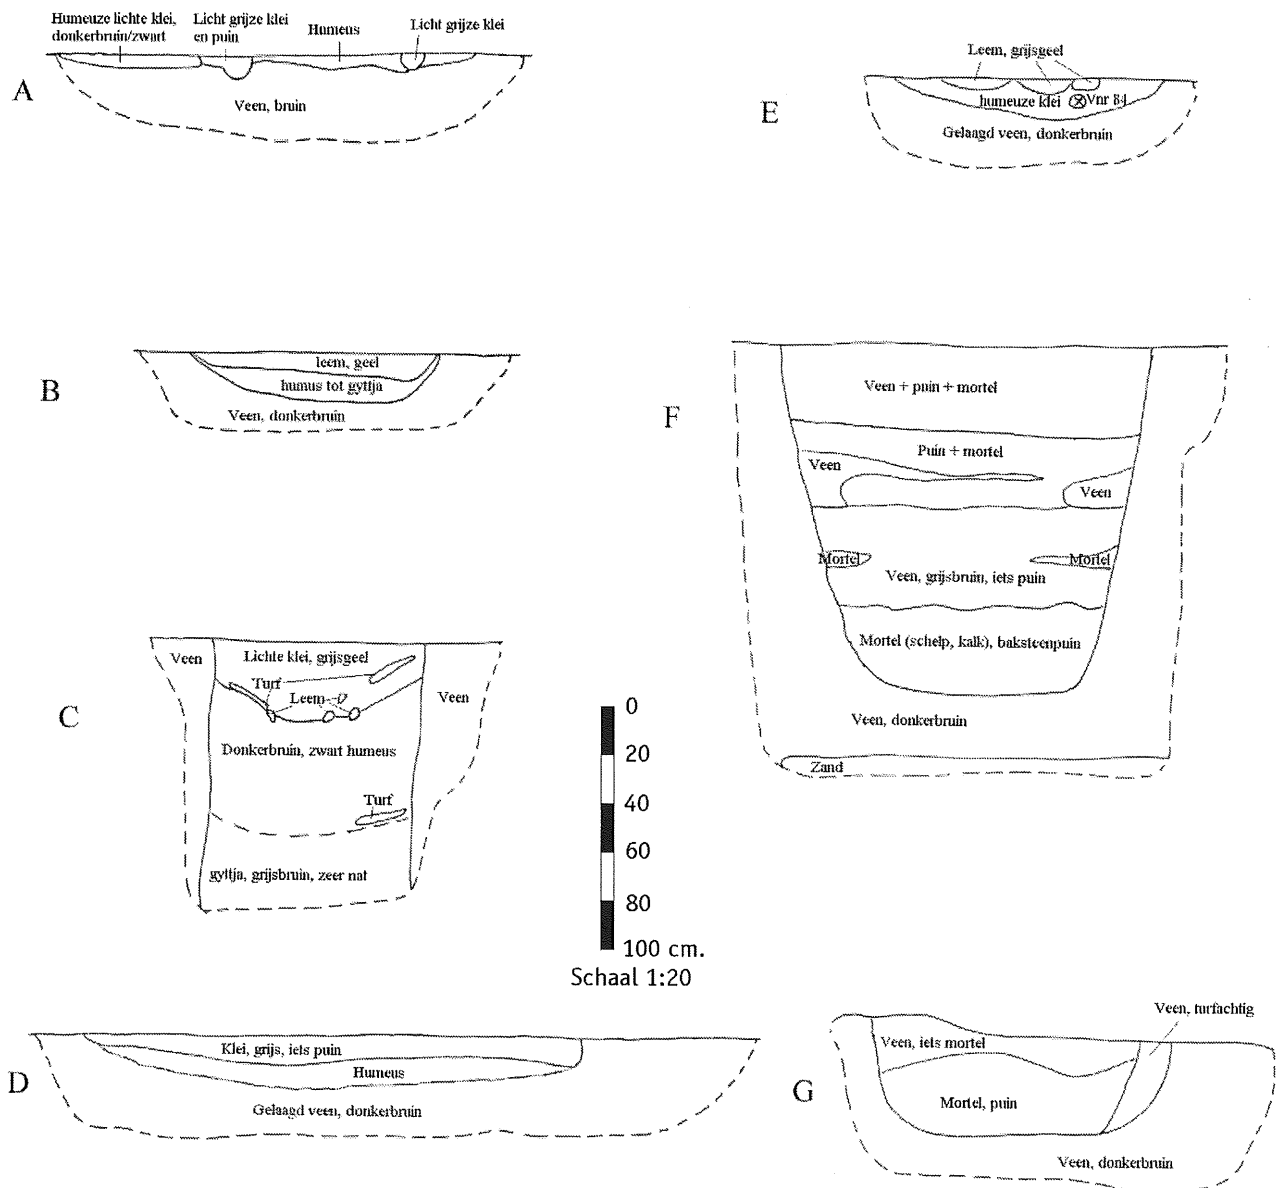 Humeuze lichte klei,
donkerbruin/zwart
Licht grijze klei
en puin
Humeus
Licht grijze klei
A
Veen, bruin
Leem, grijsgeel
humeuze klei
Vnr 84
E
Gelaagd veen, donkerbruin
leem, geel
B
humus tot gyttja
Veen, donkerbruin
Veen + puin + mortel
F
Puin + mortel
Veen
Veen
Mortel
Mortel
Veen, grijsbruin, iets puin
Mortel (schelp, kalk), baksteenpuin
Veen, donkerbruin
Zand
Veen
Lichte klei, grijsgeel
Turf
Leem
Veen
C
Donkerbruin, zwart humeus
Turf
gyttja, grijsbruin, zeer nat
0
20
40
60
80
100 cm.
Schaal 1:20
Klei, grijs, iets puin
Humeus
D
Gelaagd veen, donkerbruin
Veen, turfachtig
Veen, iets mortel
G
Mortel, puin
Veen, donkerbruin